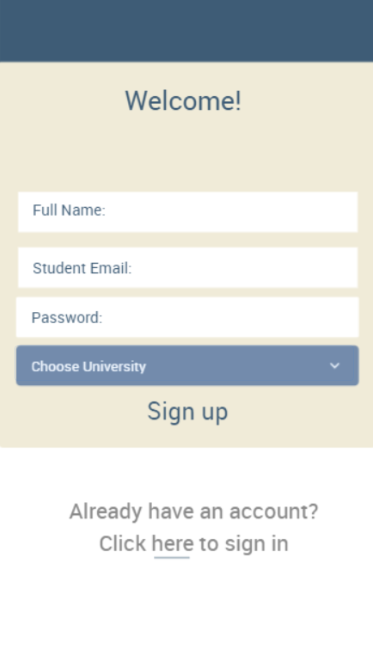 Welcome!
Full Name:
Student Email:
Password:
Choose University
Sign up
Already have an account?
Click here to sign in